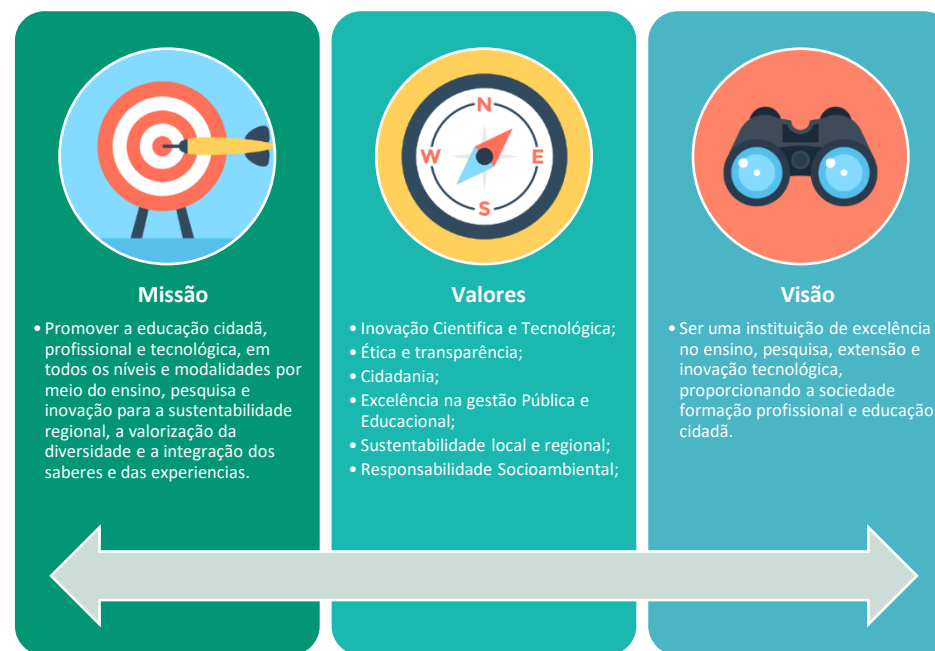 N
W
E
S
Missão
• Promover a educação cidadã,
profissional e tecnológica, em
todos os níveis e modalidades por
meio do ensino, pesquisa e
inovação para a sustentabilidade
regional, a valorização da
diversidade e a integração dos
saberes e das experiencias.
Valores
• Inovação Cientifica e Tecnológica;
• Ética e transparência;
• Cidadania;
• Excelência na gestão Pública e
Educacional;
• Sustentabilidade local e regional;
• Responsabilidade Socioambiental;
Visão
• Ser uma instituição de excelência
no ensino, pesquisa, extensão e
inovação tecnológica,
proporcionando a sociedade
formação profissional e educação
cidadã.